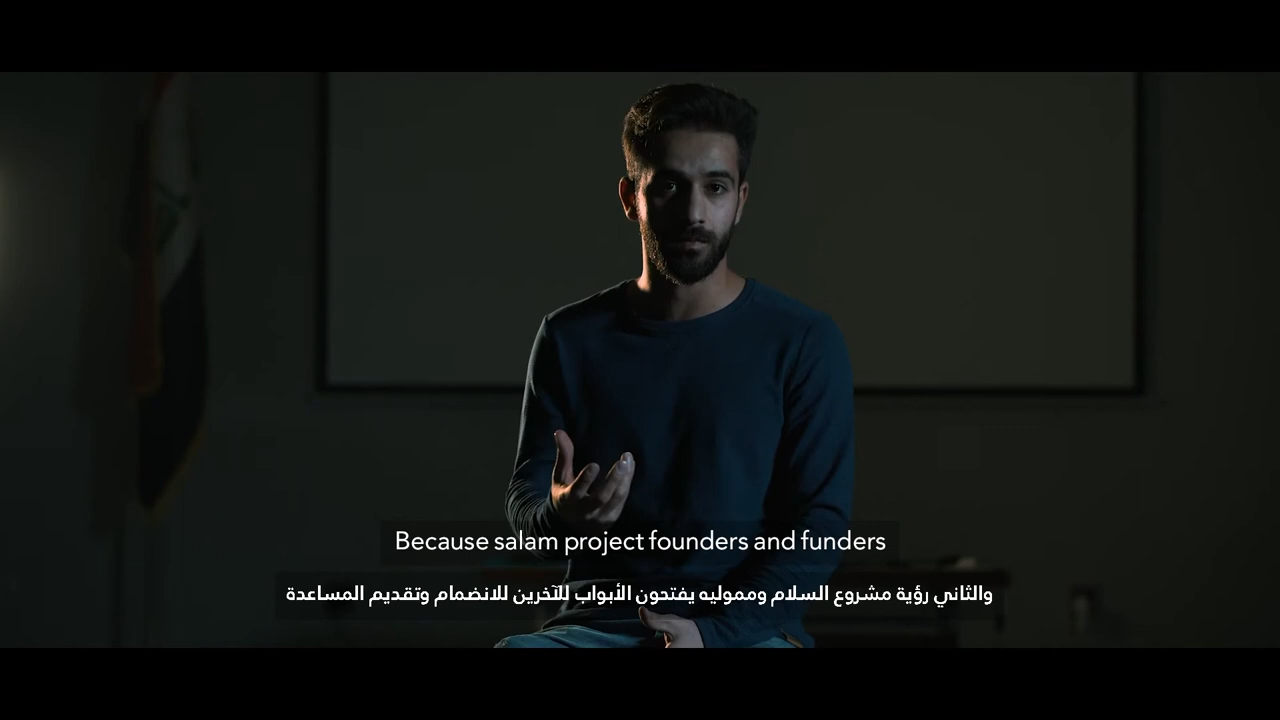 Because salam project founders and funders
والثاني رؤية مشروع السلام ومموليه يفتحون الأبواب للآخرين للانضمام وتقديم المساعدة